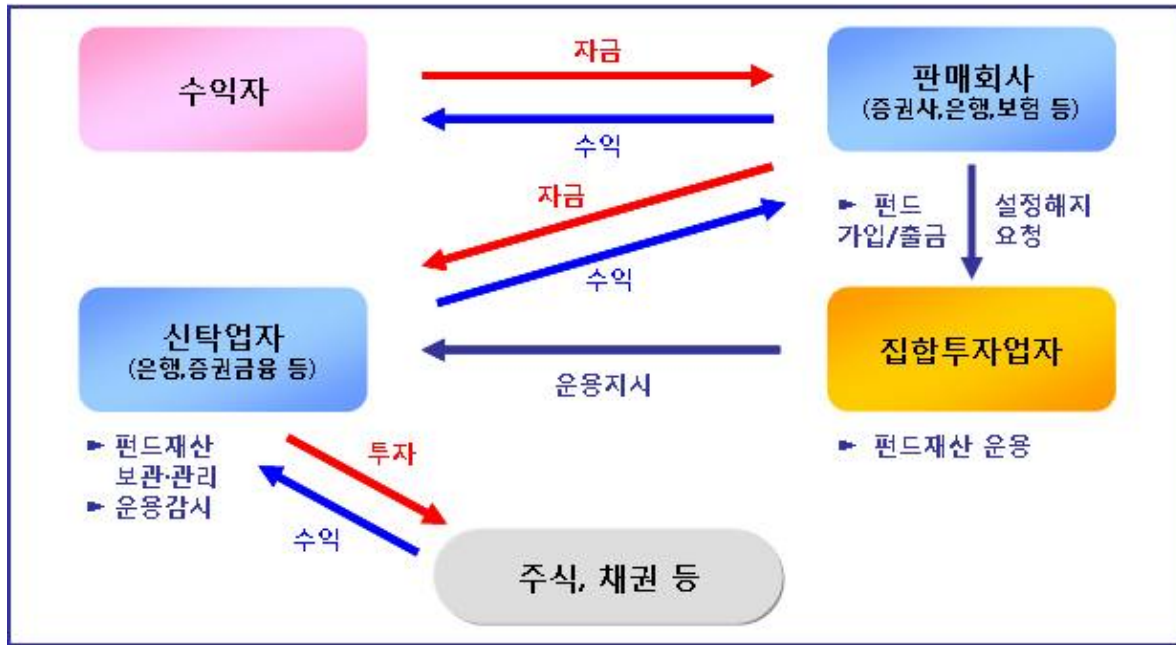 수익자
자금
수익
판매회사
(증권사,은행,보험 등)
자금
수익
► 펀드
가입/출금
설정해지
요청
신탁업자
(은행,증권금융 등)
운용지시
집합투자업자
► 펀드재산
보관·관리
► 운용감시
투자
수익
► 펀드재산 운용
주식, 채권 등